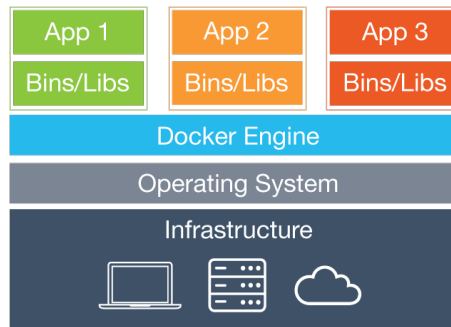 App 1 App 2 App 3
Bins/Libs Bins/Libs Bins/Libs
Docker Engine
Operating System
Infrastructure